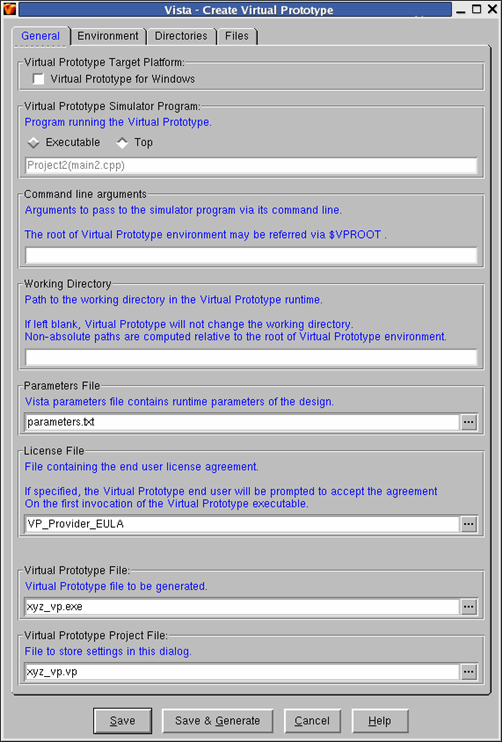 Vista - Create Virtual Prototype
General Environment Directories Files
Virtual Prototype Target Platform:
Virtual Prototype for Windows
Virtual Prototype Simulator Program:
Program running the Virtual Prototype.
Executable Top
Project2(main2.cpp)
Command line arguments
Arguments to pass to the simulator program via its command line.
The root of Virtual Prototype environment may be referred via $VPROOT .
Working Directory
Path to the working directory in the Virtual Prototype runtime.
If left blank, Virtual Prototype will not change the working directory.
Non-absolute paths are computed relative to the root of Virtual Prototype environment.
Parameters File
Vista parameters file contains runtime parameters of the design.
parameters.txt ...
License File
File containing the end user license agreement.
If specified, the Virtual Prototype end user will be prompted to accept the agreement
On the first invocation of the Virtual Prototype executable.
VP_Provider_EULA ...
Virtual Prototype File:
Virtual Prototype file to be generated.
xyz_vp.exe ...
Virtual Prototype Project File:
File to store settings in this dialog.
xyz_vp.vp ...
Save Save & Generate Cancel Help